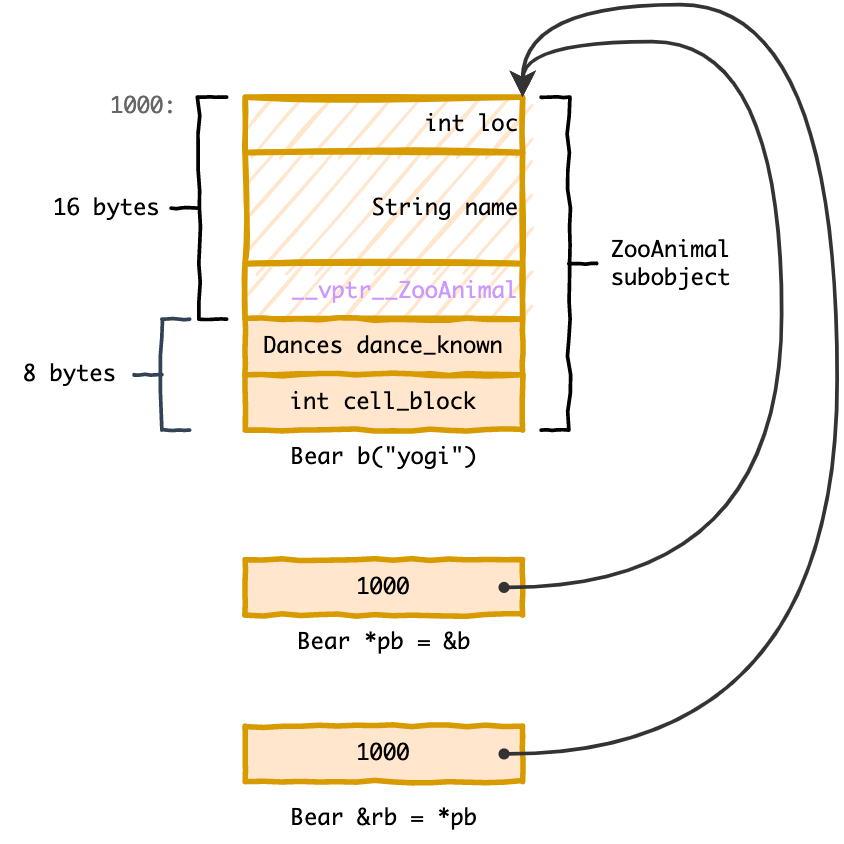 1000:
int loc
16 bytes
String name
ZooAnimal
subobject
__vptr__ZooAnimal
8 bytes
Dances dance_known
int cell_block
Bear b("yogi")
1000
Bear *pb = &b
1000
Bear &rb = *pb